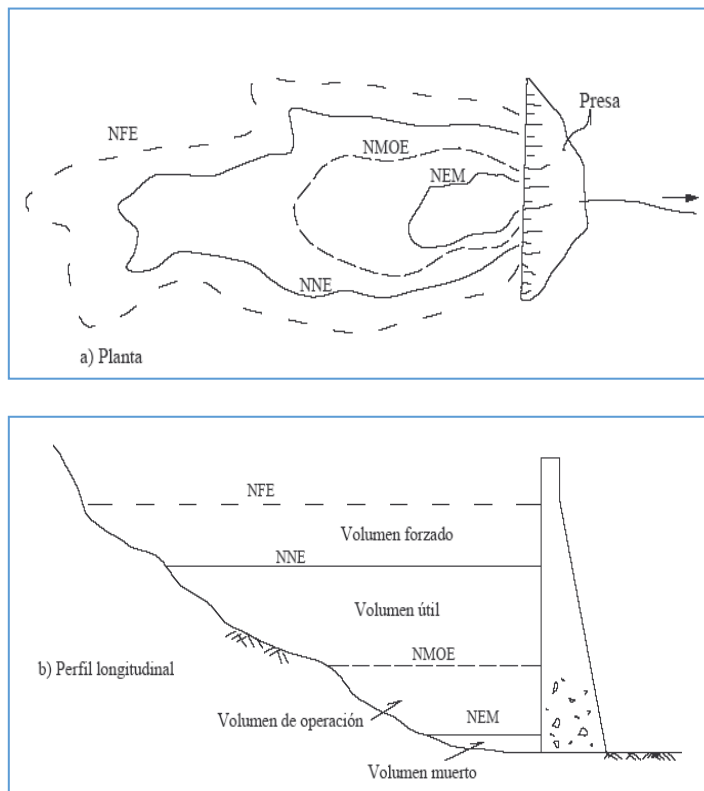 Presa
NFE
NMOE
NEM
NNE
a) Planta
NFE
Volumen forzado
NNE
Volumen útil
NMOE
b) Perfil longitudinal
NEM
Volumen de operación
Volumen muerto